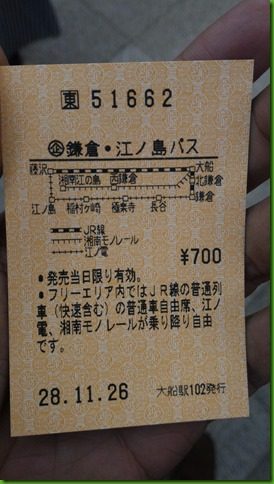 東 51662
企鎌倉・江ノ島パス
藤沢 大船
湘南江の島 西鎌倉 北鎌倉
鎌倉
江ノ島 稲村ヶ崎 極楽寺 長谷
JR線
湘南モノレール
江ノ電
¥700
●発売当日限り有効。
●フリーエリア内ではJR線の普通列
車(快速含む)の普通車自由席、江ノ
電、湘南モノレールが乗り降り自由
です。
28.11.26 大船駅102発行